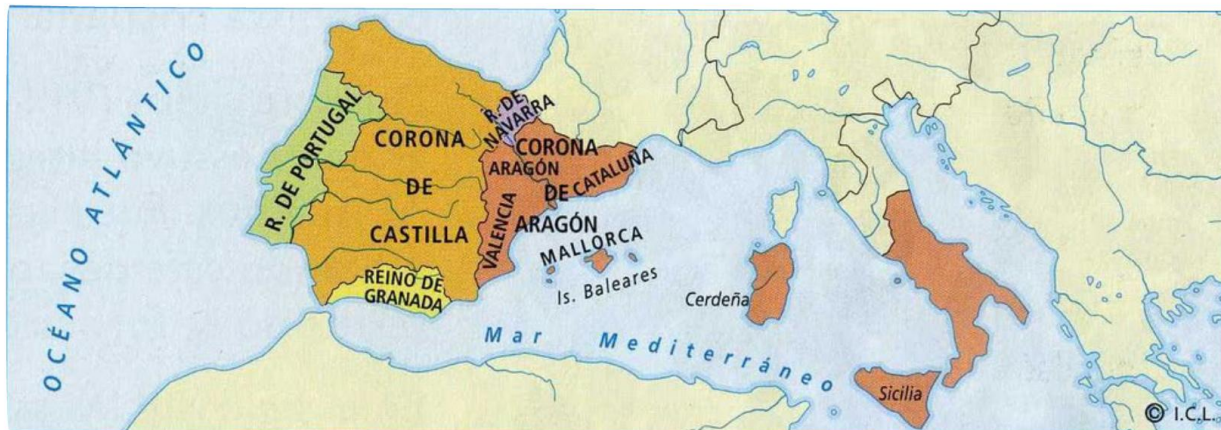 OCÉANO ATLÁNTICO
R. DE PORTUGAL
CORONA
DE
CASTILLA
R. DE
NAVARRA
CORONA
ARAGÓN
DE CATALUÑA
ARAGÓN
VALENCIA
MALLORCA
Is. Baleares
REINO DE
GRANADA
Cerdeña
Mar Mediterráneo
Sicilia
© I.C.L.